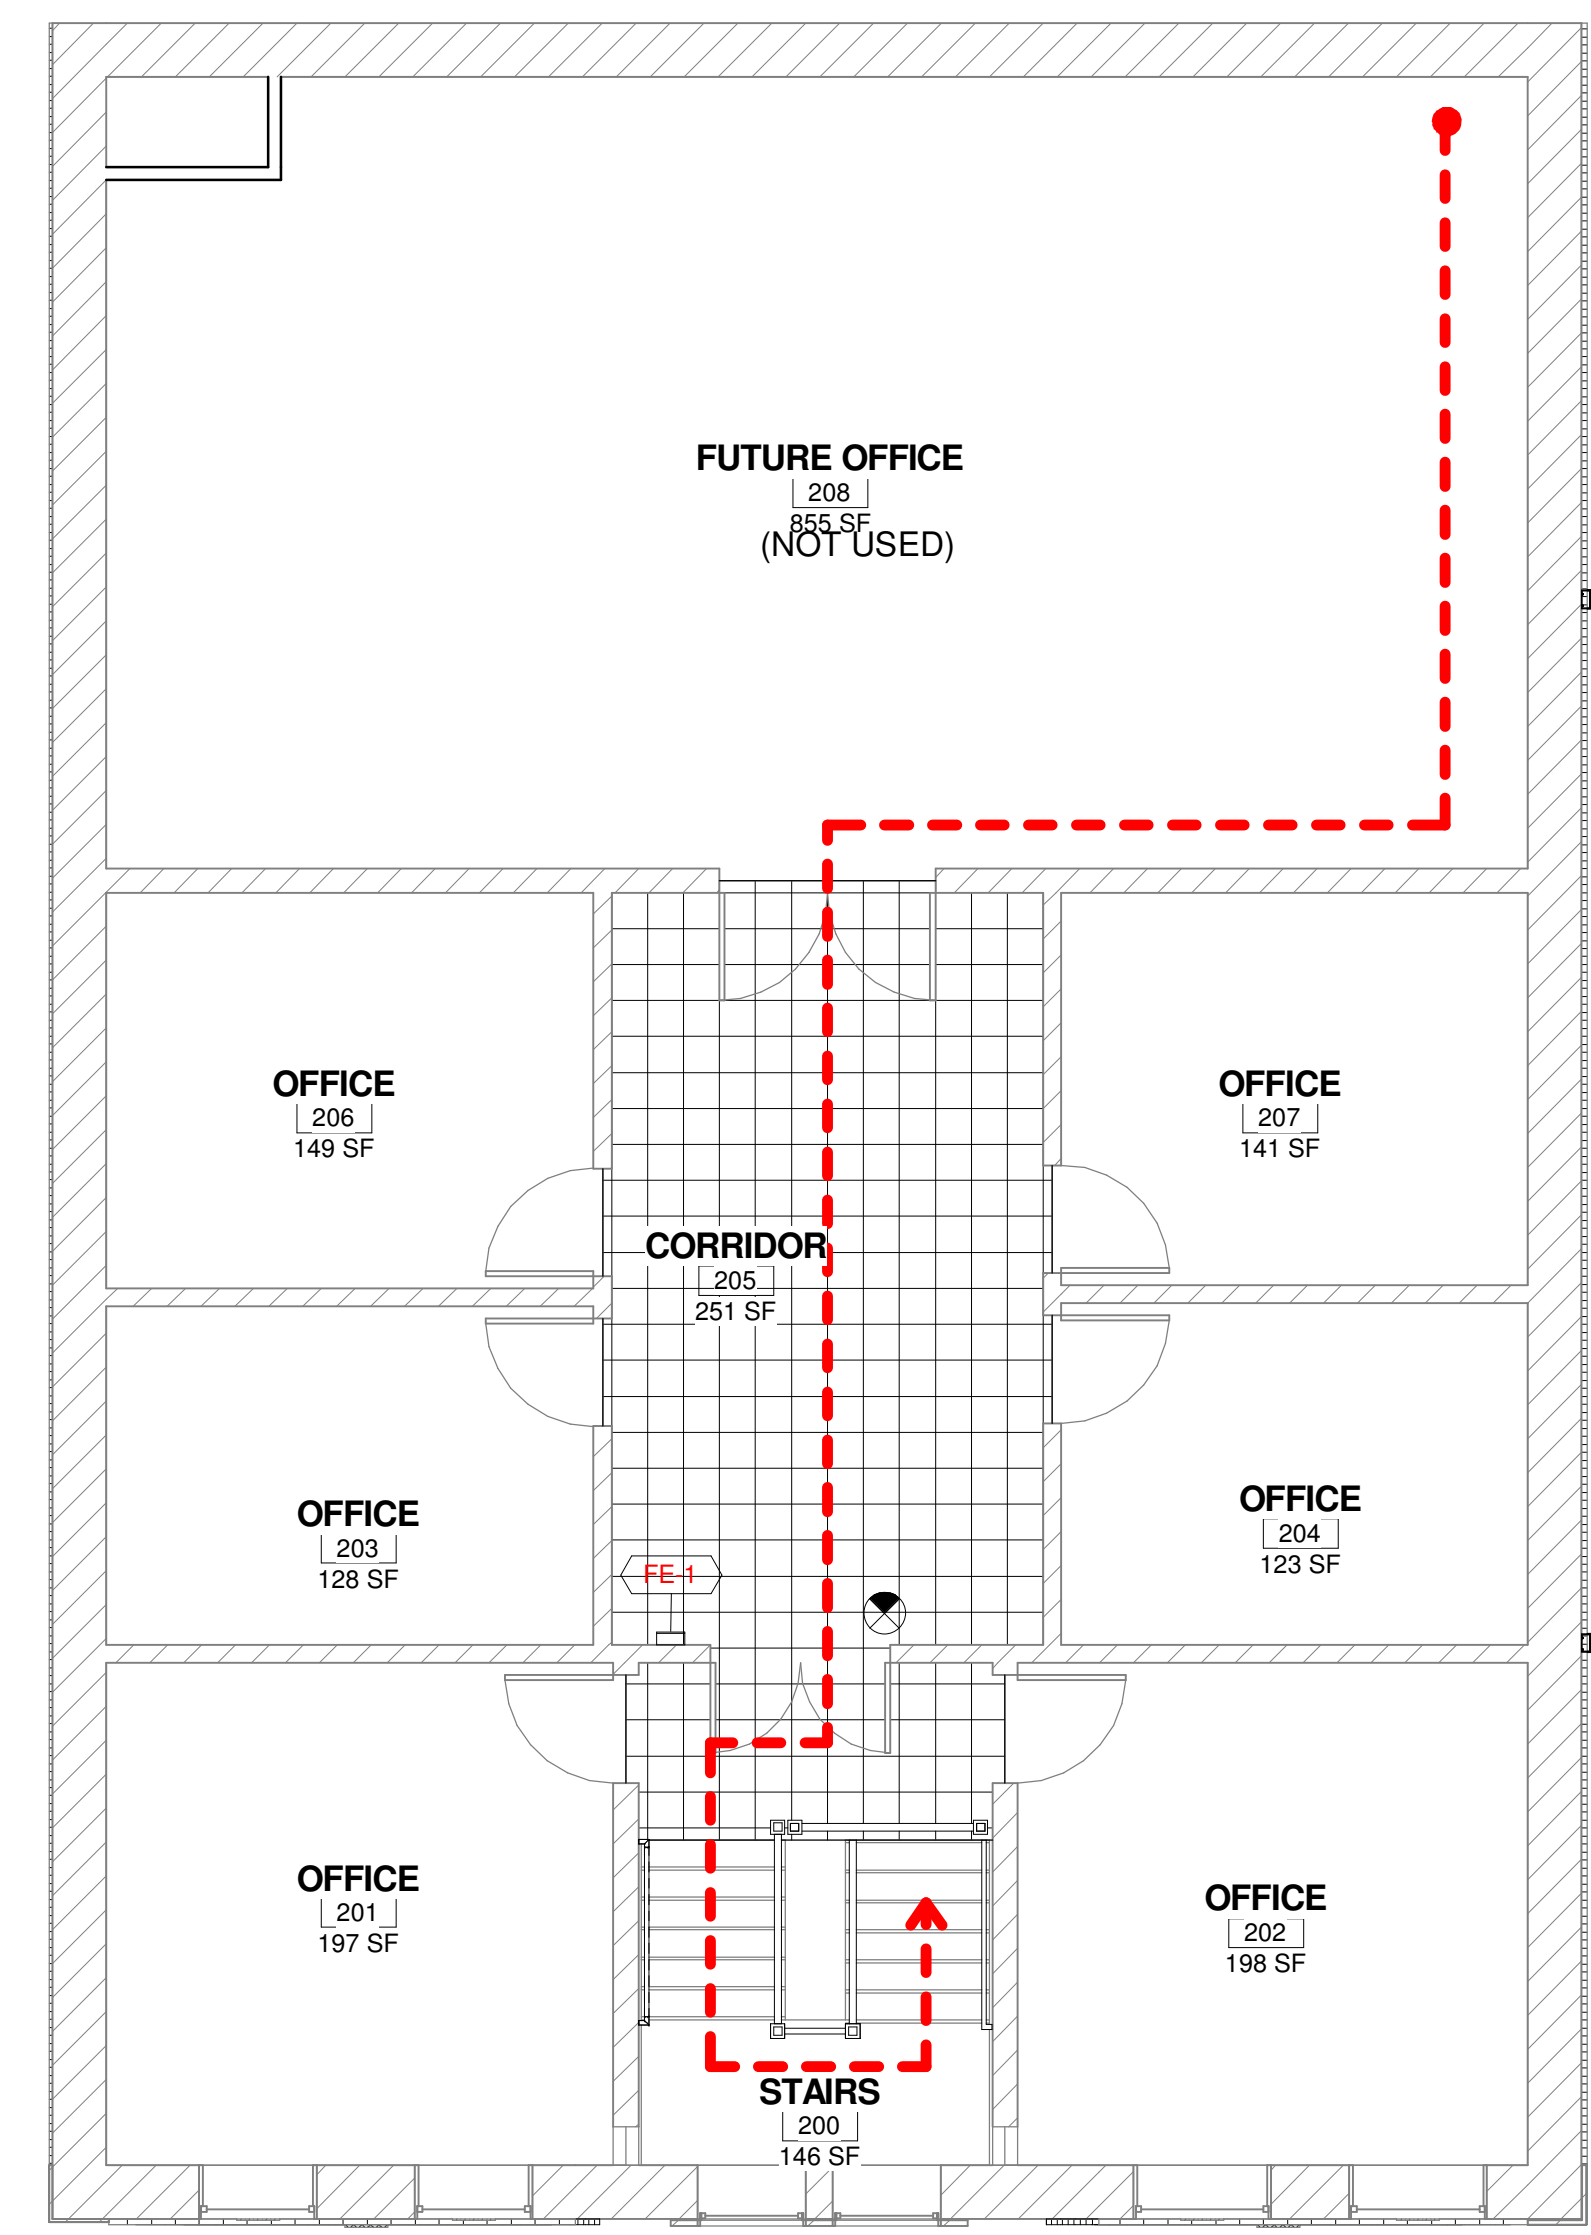 FUTURE OFFICE
208
855 SF
(NOT USED)
OFFICE
206
149 SF
OFFICE
207
141 SF
CORRIDOR
205
251 SF
OFFICE
203
128 SF
OFFICE
204
123 SF
FE-1
OFFICE
201
197 SF
OFFICE
202
198 SF
STAIRS
200
146 SF